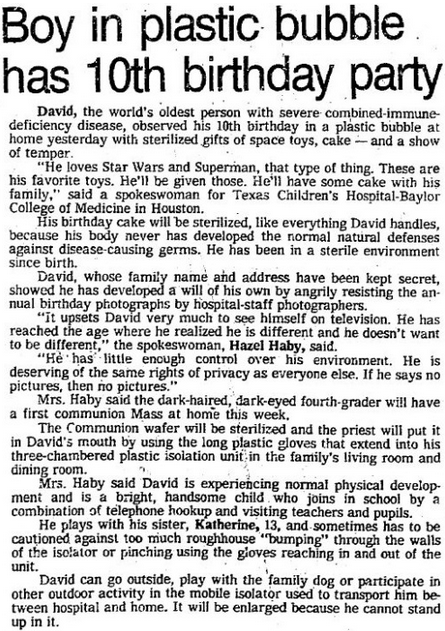 Boy in plastic bubble
has 10th birthday party
David, the world's oldest person with severe combined-immune-
deficiency disease, observed his 10th birthday in a plastic bubble at
home yesterday with sterilized gifts of space toys, cake — and a show
of temper.
"He loves Star Wars and Superman, that type of thing. These are
his favorite toys. He'll be given those. He'll have some cake with his
family," said a spokeswoman for Texas Children's Hospital-Baylor
College of Medicine in Houston.
His birthday cake will be sterilized, like everything David handles,
because his body never has developed the normal natural defenses
against disease-causing germs. He has been in a sterile environment
since birth.
David, whose family name and address have been kept secret,
showed he has developed a will of his own by angrily resisting the an-
nual birthday photographs by hospital-staff photographers.
"It upsets David very much to see himself on television. He has
reached the age where he realized he is different and he doesn't want
to be different," the spokeswoman, Hazel Haby, said.
"He has little enough control over his environment. He is
deserving of the same rights of privacy as everyone else. If he says no
pictures, then no pictures."
Mrs. Haby said the dark-haired, dark-eyed fourth-grader will have
a first communion Mass at home this week.
The Communion wafer will be sterilized and the priest will put it
in David's mouth by using the long plastic gloves that extend into his
three-chambered plastic isolation unit in the family's living room and
dining room.
Mrs. Haby said David is experiencing normal physical develop-
ment and is a bright, handsome child who joins in school by a
combination of telephone hookup and visiting teachers and pupils.
He plays with his sister, Katherine, 13, and sometimes has to be
cautioned against too much roughhouse "bumping" through the walls
of the isolator or pinching using the gloves reaching in and out of the
unit.
David can go outside, play with the family dog or participate in
other outdoor activity in the mobile isolator used to transport him be-
tween hospital and home. It will be enlarged because he cannot stand
up in it.